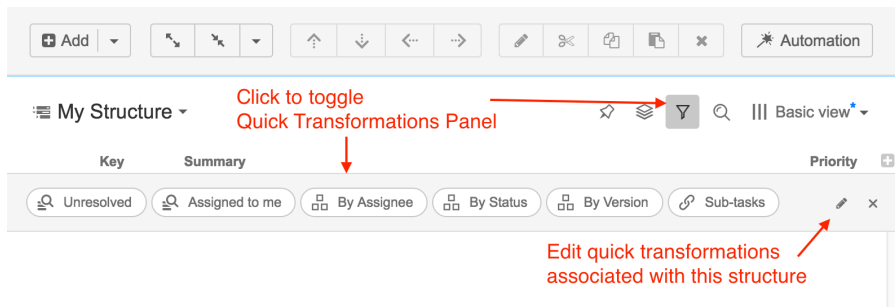 Add
Automation
My Structure
Click to toggle
Quick Transformations Panel
Basic view*
Key Summary Priority
Unresolved Assigned to me By Assignee By Status By Version Sub-tasks
Edit quick transformations
associated with this structure